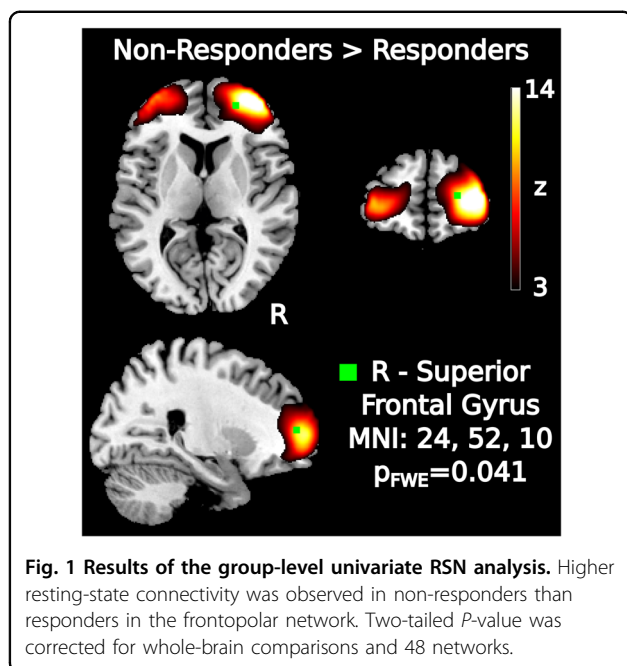 Non-Responders > Responders
14
z
3
R
R - Superior
Frontal Gyrus
MNI: 24, 52, 10
pFWE=0.041
Fig. 1 Results of the group-level univariate RSN analysis. Higher
resting-state connectivity was observed in non-responders than
responders in the frontopolar network. Two-tailed P-value was
corrected for whole-brain comparisons and 48 networks.